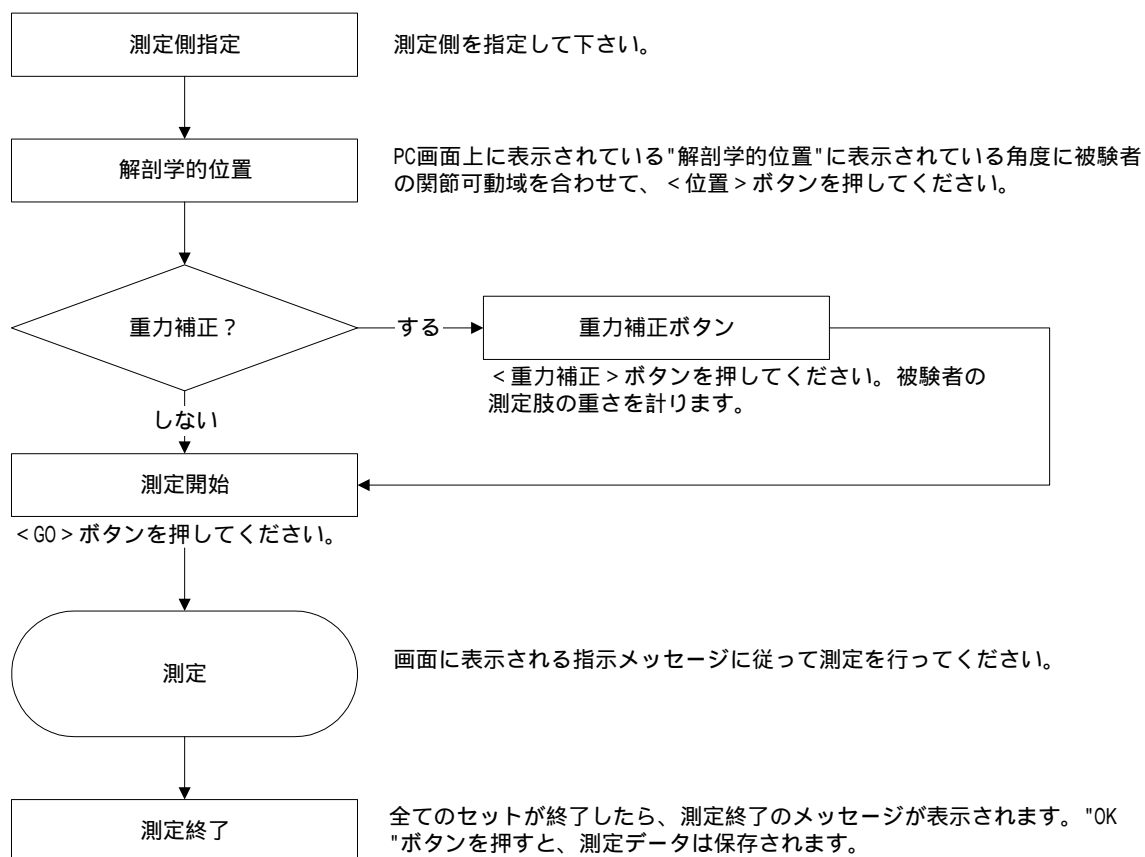 測定側指定
測定側を指定して下さい。
解剖学的位置
PC画面上に表示されている"解剖学的位置"に表示されている角度に被験者
の関節可動域を合わせて、＜位置＞ボタンを押してください。
重力補正？
する
重力補正ボタン
＜重力補正＞ボタンを押してください。被験者の
測定肢の重さを計ります。
しない
測定開始
＜GO＞ボタンを押してください。
測定
画面に表示される指示メッセージに従って測定を行ってください。
測定終了
全てのセットが終了したら、測定終了のメッセージが表示されます。"OK
"ボタンを押すと、測定データは保存されます。